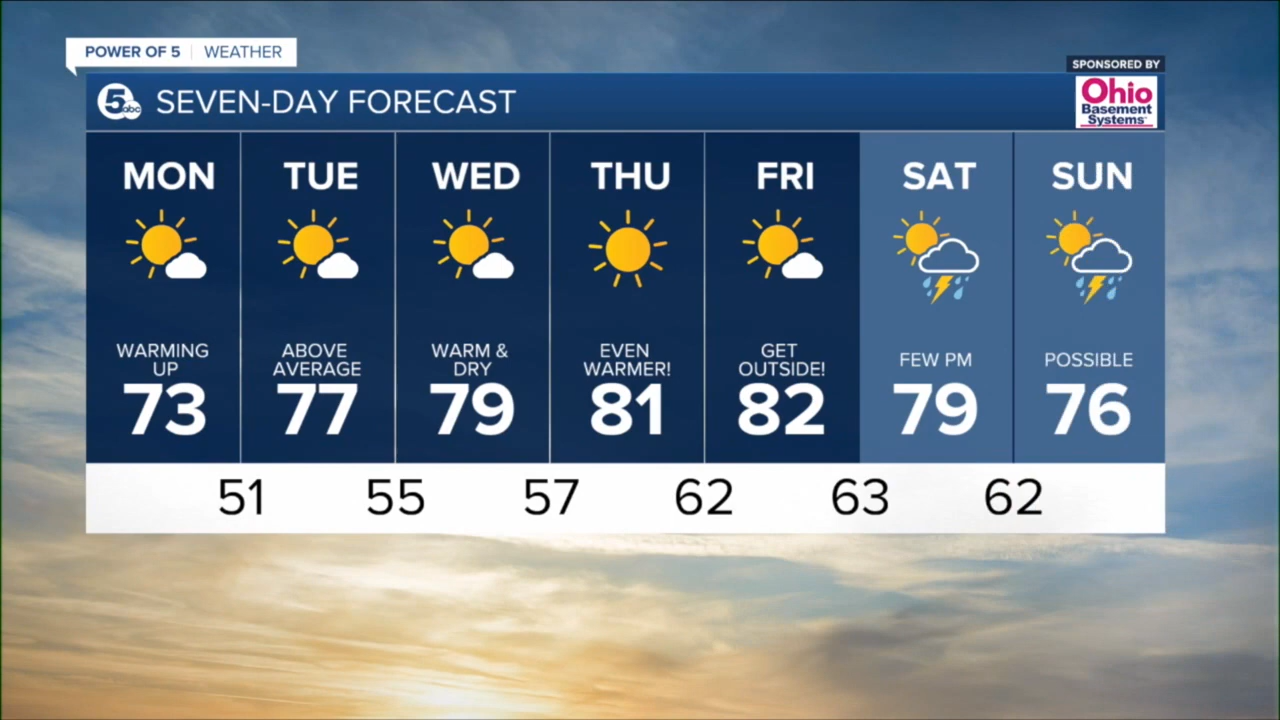 POWER OF 5 | WEATHER
SPONSORED BY
Ohio
Basement
Systems
5 abc SEVEN-DAY FORECAST
MON TUE WED THU FRI SAT SUN
WARMING UP
ABOVE AVERAGE
WARM & DRY
EVEN WARMER!
GET OUTSIDE!
FEW PM
POSSIBLE
73 77 79 81 82 79 76
51 55 57 62 63 62